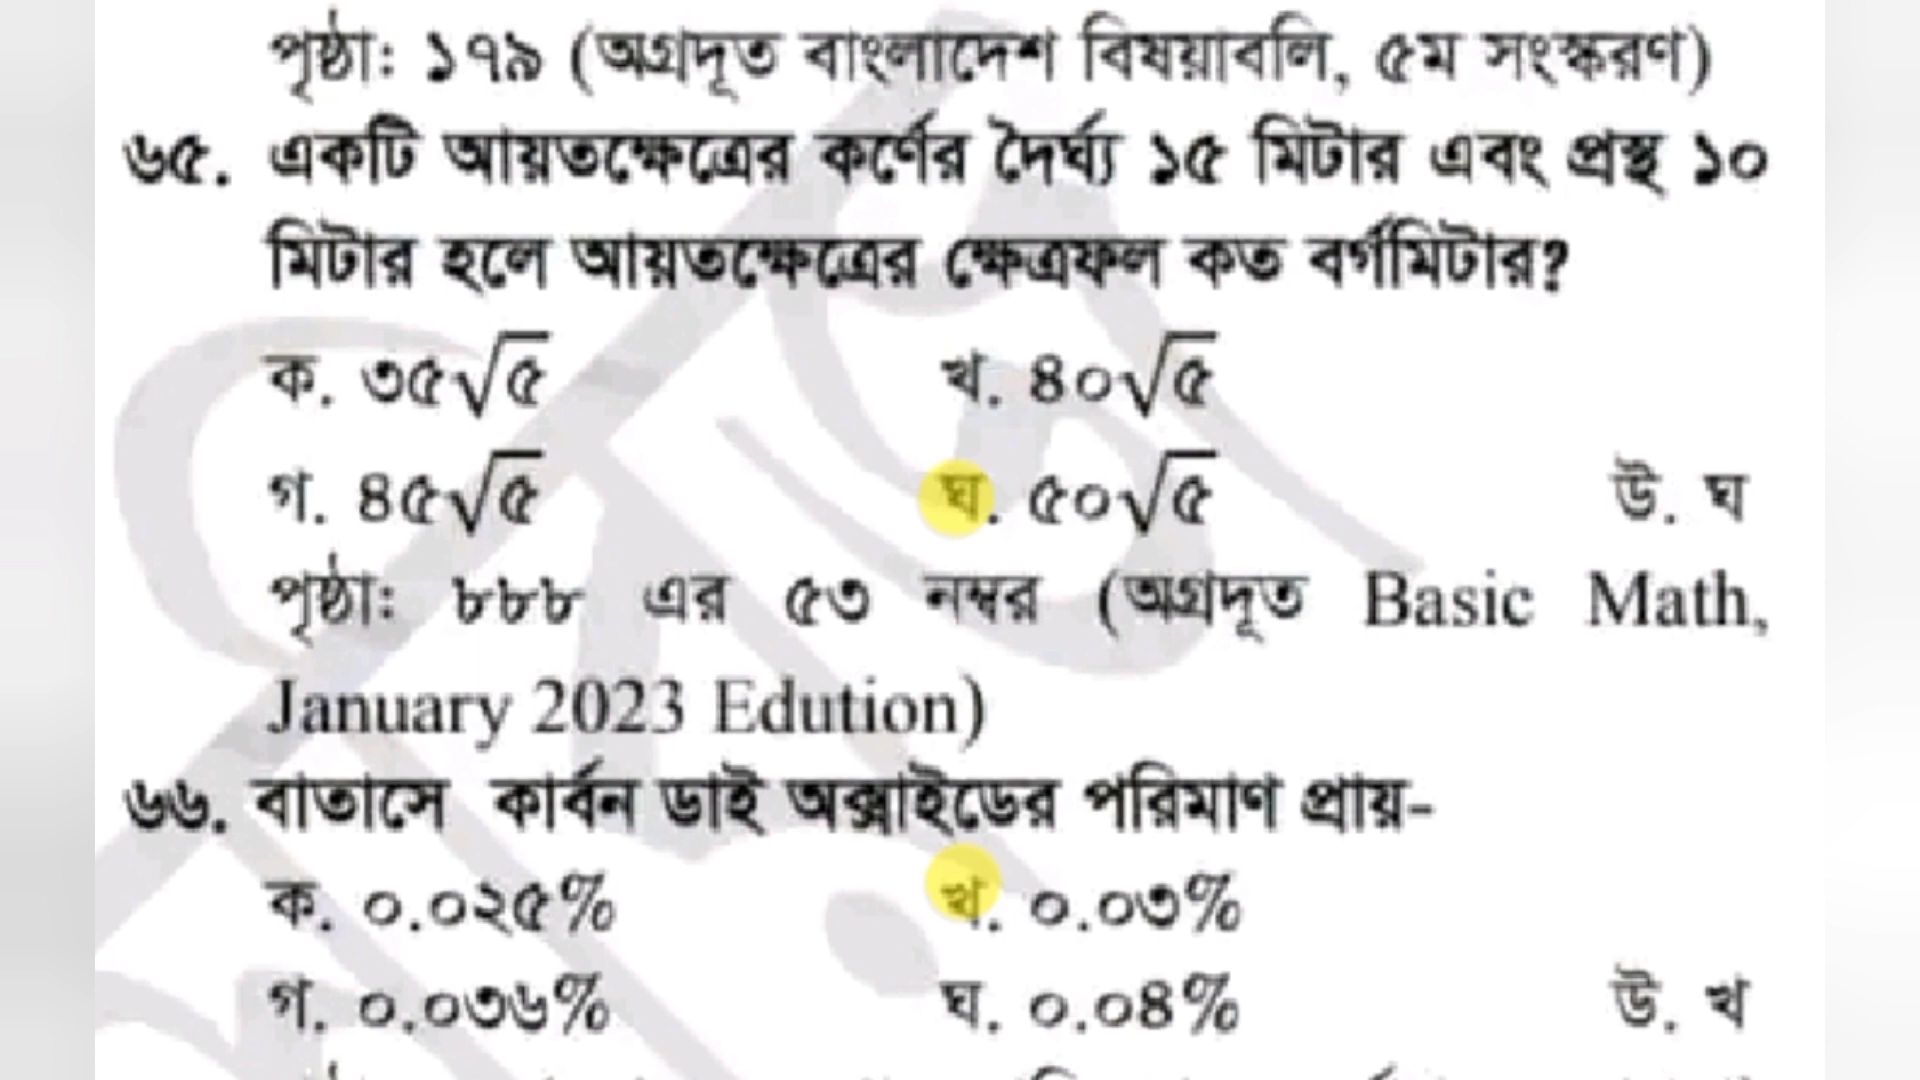 পৃষ্ঠা: ১৭৯ (অগ্রদূত বাংলাদেশ বিষয়াবলি, ৫ম সংস্করণ)
৬৫. একটি আয়তক্ষেত্রের কর্ণের দৈর্ঘ্য ১৫ মিটার এবং প্রস্থ ১০
মিটার হলে আয়তক্ষেত্রের ক্ষেত্রফল কত বর্গমিটার?
ক. ৩৫√৫ খ. ৪০√৫
গ. ৪৫√৫ ঘ. ৫০√৫ উ. ঘ
পৃষ্ঠা: ৮৮৮ এর ৫৩ নম্বর (অগ্রদূত Basic Math,
January 2023 Edution)
৬৬. বাতাসে কার্বন ডাই অক্সাইডের পরিমাণ প্রায়-
ক. ০.০২৫% খ. ০.০৩%
গ. ০.০৩৬% ঘ. ০.০৪% উ. খ